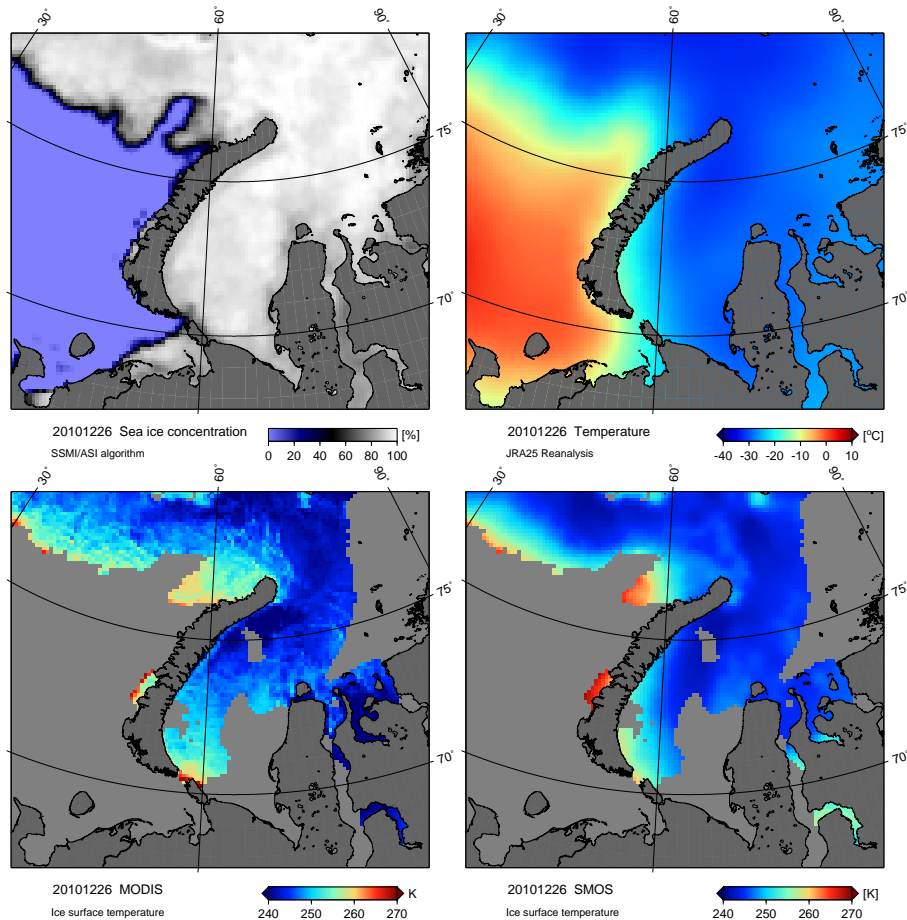 30° 60° 90°
75°
70°
20101226 Sea ice concentration
SSMI/ASI algorithm
[%]
0 20 40 60 80 100
30° 60° 90°
75°
70°
20101226 Temperature
JRA25 Reanalysis
[°C]
-40 -30 -20 -10 0 10
30° 60° 90°
75°
70°
20101226 MODIS
Ice surface temperature
K
240 250 260 270
30° 60° 90°
75°
70°
20101226 SMOS
Ice surface temperature
[K]
240 250 260 270